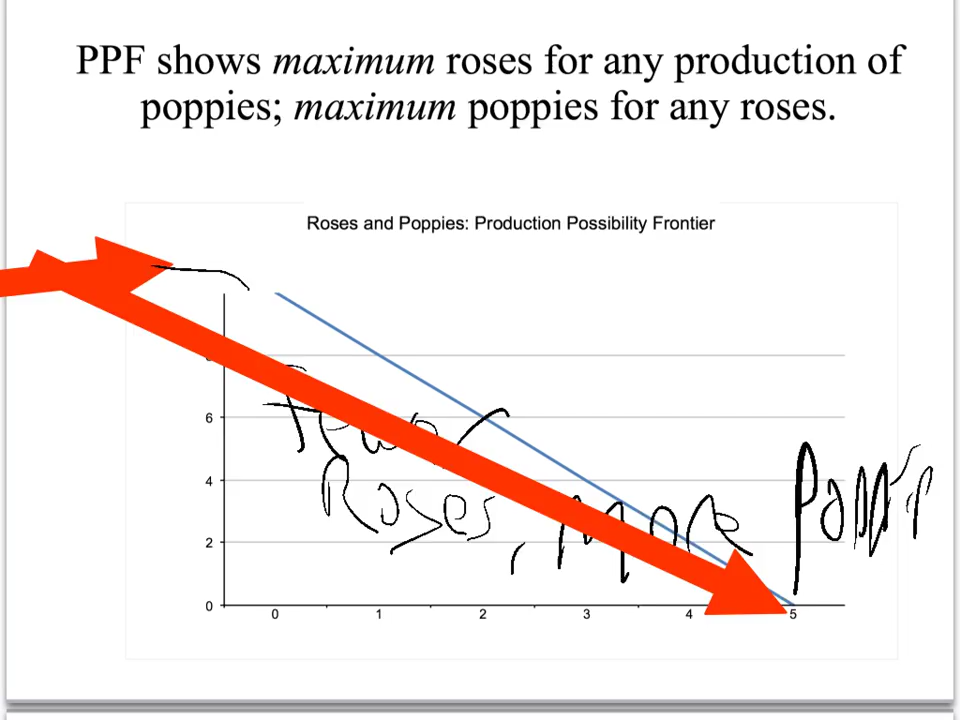 PPF shows maximum roses for any production of
poppies; maximum poppies for any roses.
Roses and Poppies: Production Possibility Frontier
6
4
2
0
0 1 2 3 4 5
Fewer
Roses, more